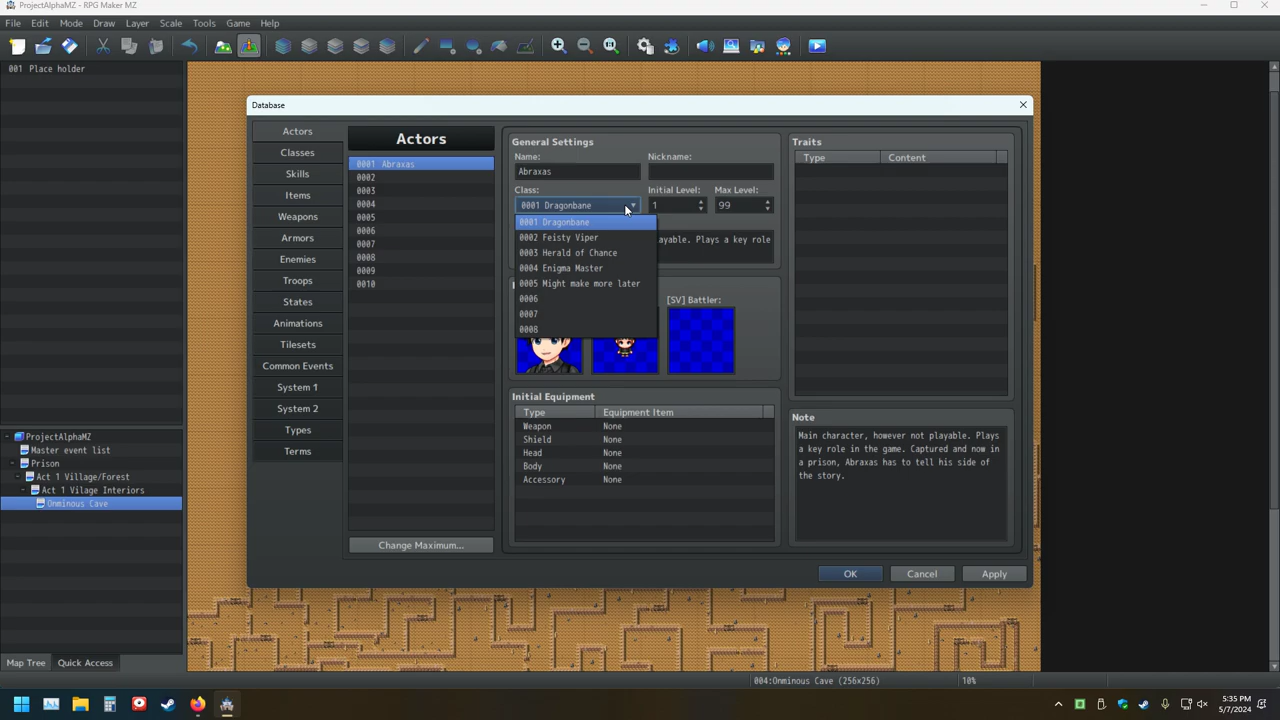 ProjectAlphaMZ - RPG Maker MZ
File Edit Mode Draw Layer Scale Tools Game Help
001 Place holder
Database
Actors
Classes
Skills
Items
Weapons
Armors
Enemies
Troops
States
Animations
Tilesets
Common Events
System 1
System 2
Types
Terms
Actors
0001 Abraxas
0002
0003
0004
0005
0006
0007
0008
0009
0010
Change Maximum...
General Settings
Name:
Nickname:
Abraxas
Class:
Initial Level:
Max Level:
0001 Dragonbane
1
99
0001 Dragonbane
0002 Feisty Viper
0003 Herald of Chance
0004 Enigma Master
0005 Might make more later
0006
0007
0008
playable. Plays a key role
[SV] Battler:
Initial Equipment
Type Equipment Item
Weapon None
Shield None
Head None
Body None
Accessory None
Traits
Type Content
Note
Main character, however not playable. Plays
a key role in the game. Captured and now in
a prison, Abraxas has to tell his side of
the story.
OK
Cancel
Apply
ProjectAlphaMZ
Master event list
Prison
Act 1 Village/Forest
Act 1 Vilage Interiors
Onminous Cave
Map Tree
Quick Access
004:Onminous Cave (256x256)
10%
5:35 PM
5/7/2024